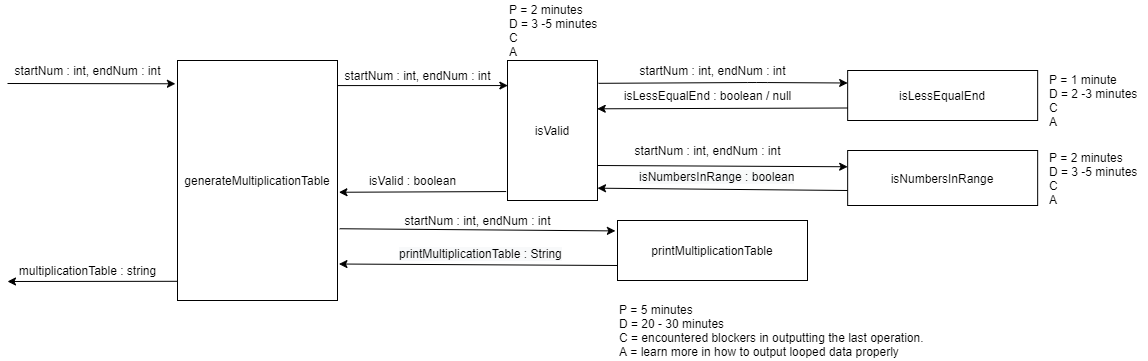 P = 2 minutes
D = 3 -5 minutes
C
A
startNum : int, endNum : int
startNum : int, endNum : int
startNum : int, endNum : int
isLessEqualEnd : boolean / null
isLessEqualEnd
P = 1 minute
D = 2 -3 minutes
C
A
isValid
generateMultiplicationTable
startNum : int, endNum : int
isNumbersInRange : boolean
isNumbersInRange
P = 2 minutes
D = 3 -5 minutes
C
A
isValid : boolean
startNum : int, endNum : int
printMultiplicationTable : String
printMultiplicationTable
multiplicationTable : string
P = 5 minutes
D = 20 - 30 minutes
C = encountered blockers in outputting the last operation.
A = learn more in how to output looped data properly